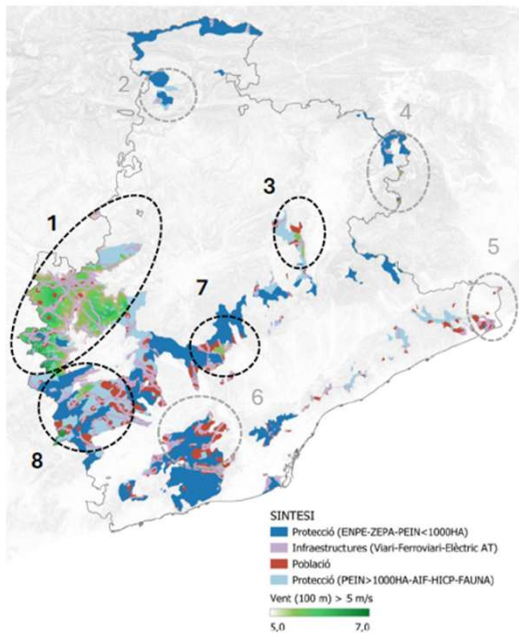 2
4
3
1
5
7
6
8
SINTESI
Protecció (ENPE-ZEPA-PEIN<1000HA)
Infraestructures (Viari-Ferroviari-Elèctric AT)
Població
Protecció (PEIN>1000HA-AIF-HICP-FAUNA)
Vent (100 m) > 5 m/s
5,0 7,0